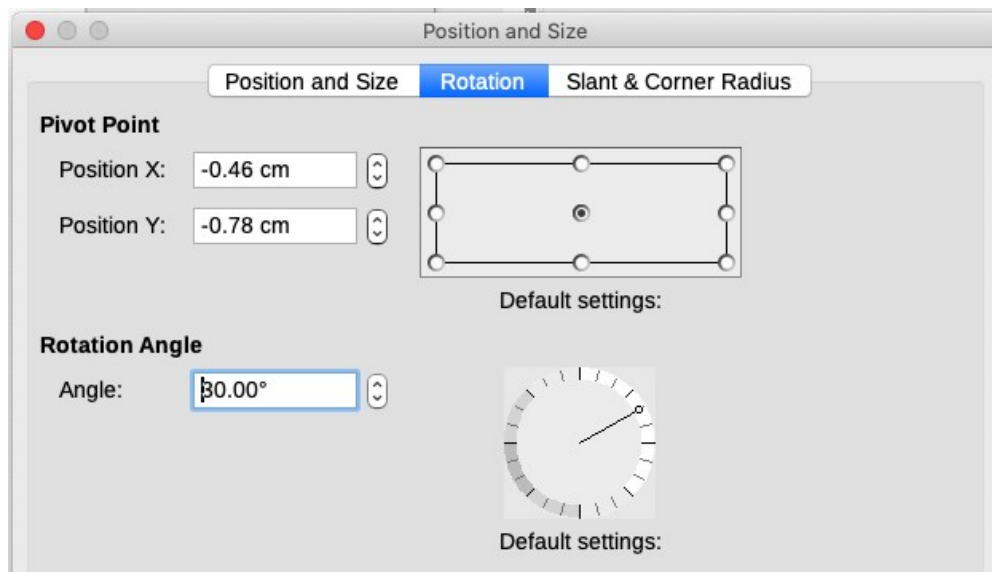 Position and Size
Position and Size Rotation Slant & Corner Radius
Pivot Point
Position X: -0.46 cm
Position Y: -0.78 cm
Default settings:
Rotation Angle
Angle: 30.00°
Default settings: